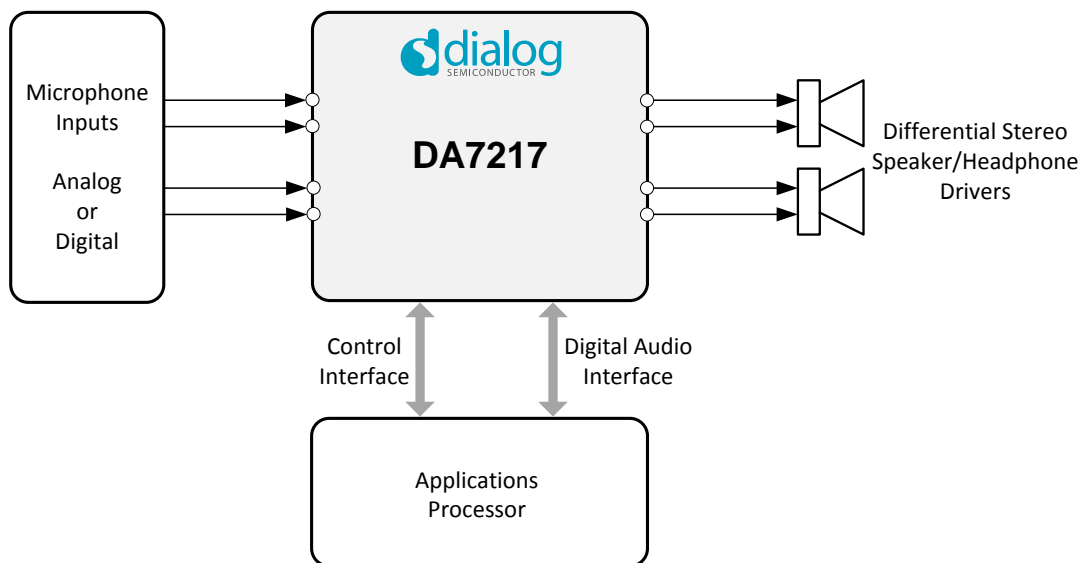 Microphone
Inputs
Analog
or
Digital
dialog
SEMICONDUCTOR
DA7217
Differential Stereo
Speaker/Headphone
Drivers
Control
Interface
Digital Audio
Interface
Applications
Processor